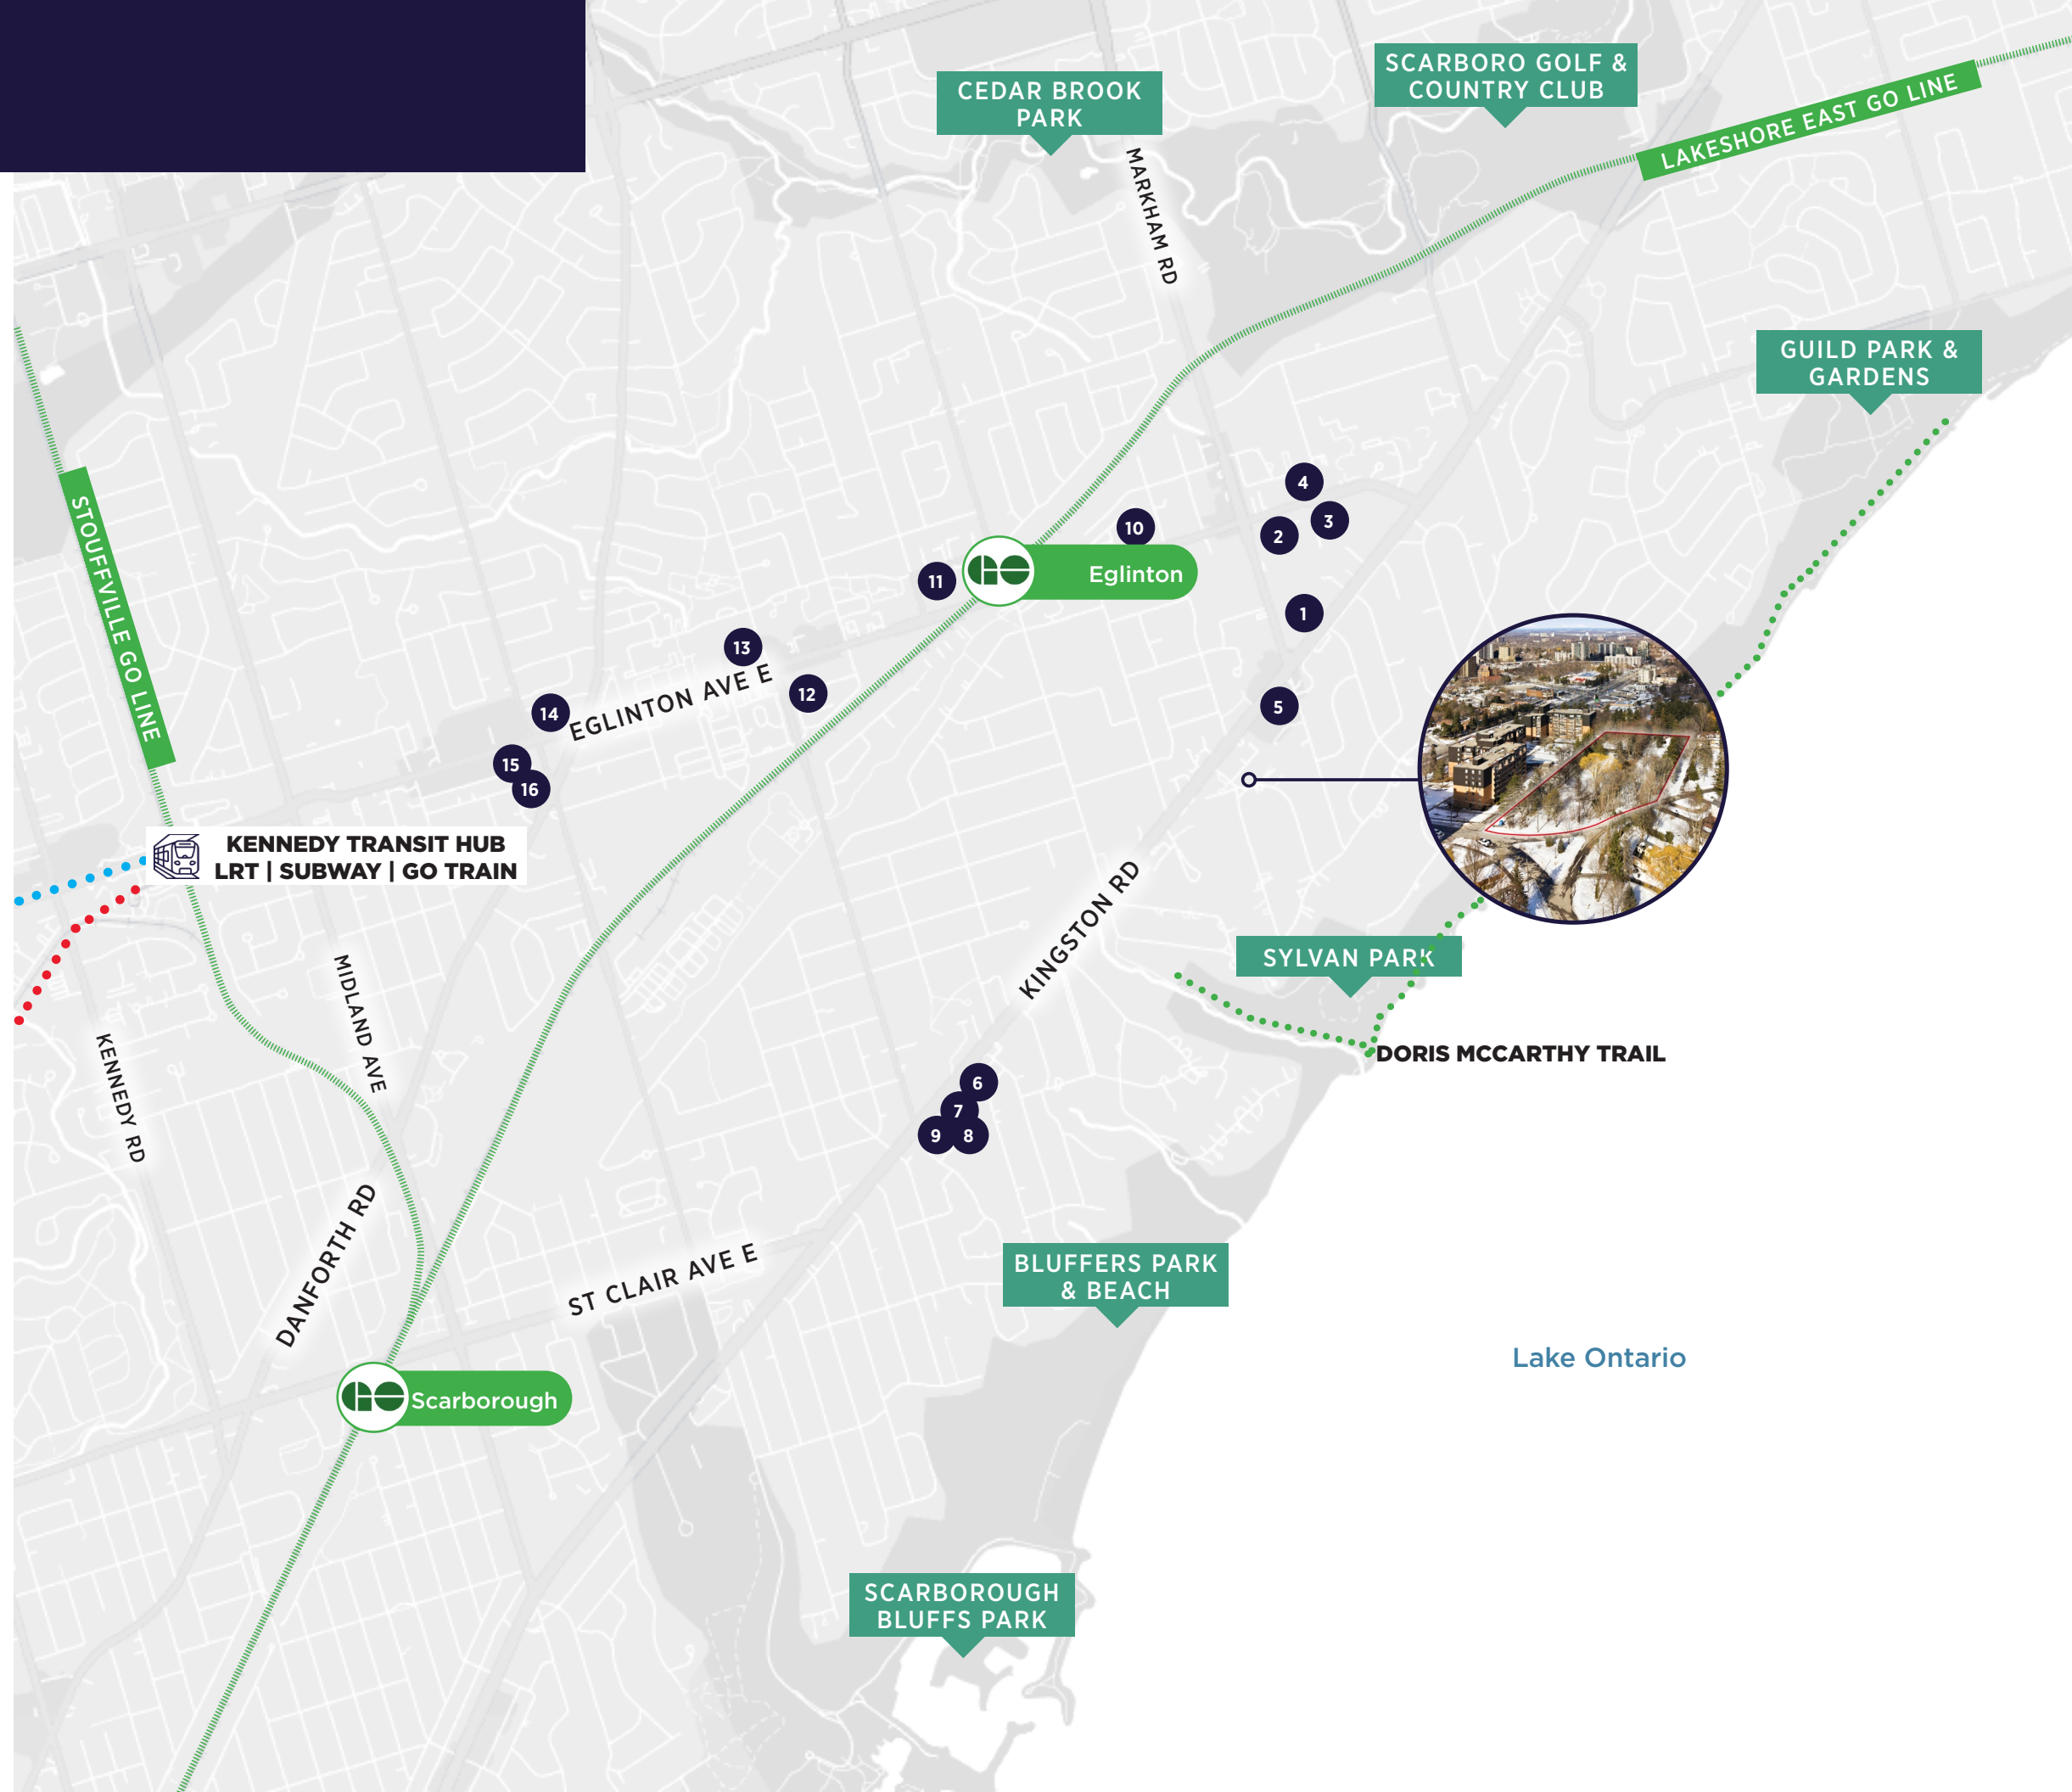 CEDAR BROOK
PARK
SCARBORO GOLF &
COUNTRY CLUB
LAKESHORE EAST GO LINE
MARKHAM RD
GUILD PARK &
GARDENS
STOUFFVILLE GO LINE
4
3
2
10
Eglinton
11
1
13
12
EGLINTON AVE E
14
5
15
16
KENNEDY TRANSIT HUB
LRT | SUBWAY | GO TRAIN
KINGSTON RD
SYLVAN PARK
MIDLAND AVE
KENNEDY RD
DORIS MCCARTHY TRAIL
6
7
9
8
DANFORTH RD
ST CLAIR AVE E
BLUFFERS PARK
& BEACH
Lake Ontario
GO
Scarborough
SCARBOROUGH
BLUFFS PARK